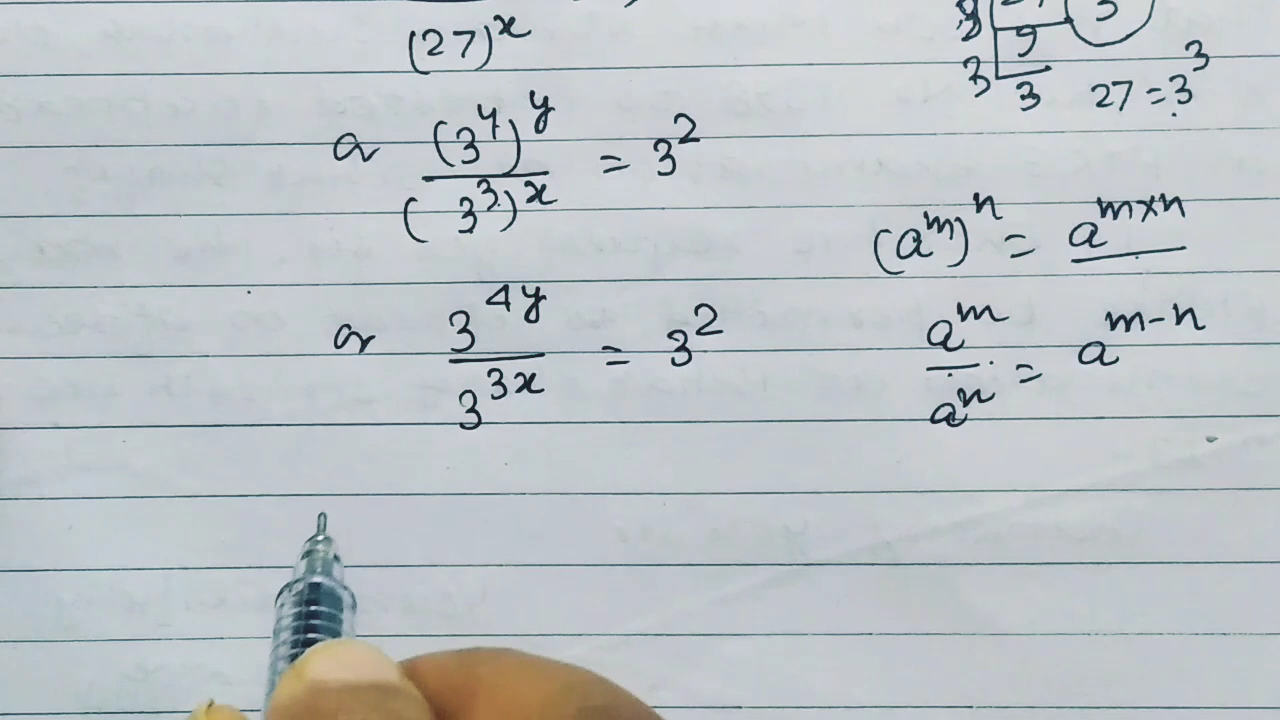 (27)^x
or (3^4)^y / (3^3)^x = 3^2
or 3^{4y} / 3^{3x} = 3^2
3
9
3 3
27 = 3^3
(a^m)^n = a^{m×n}
a^m / a^n = a^{m-n}